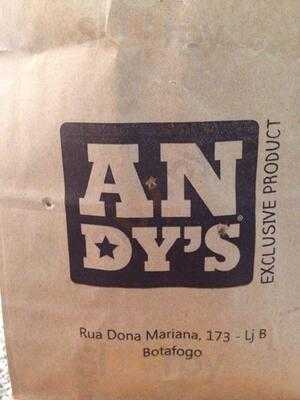 AN
DY'S®
EXCLUSIVE PRODUCT
Rua Dona Mariana, 173 - Lj B
Botafogo